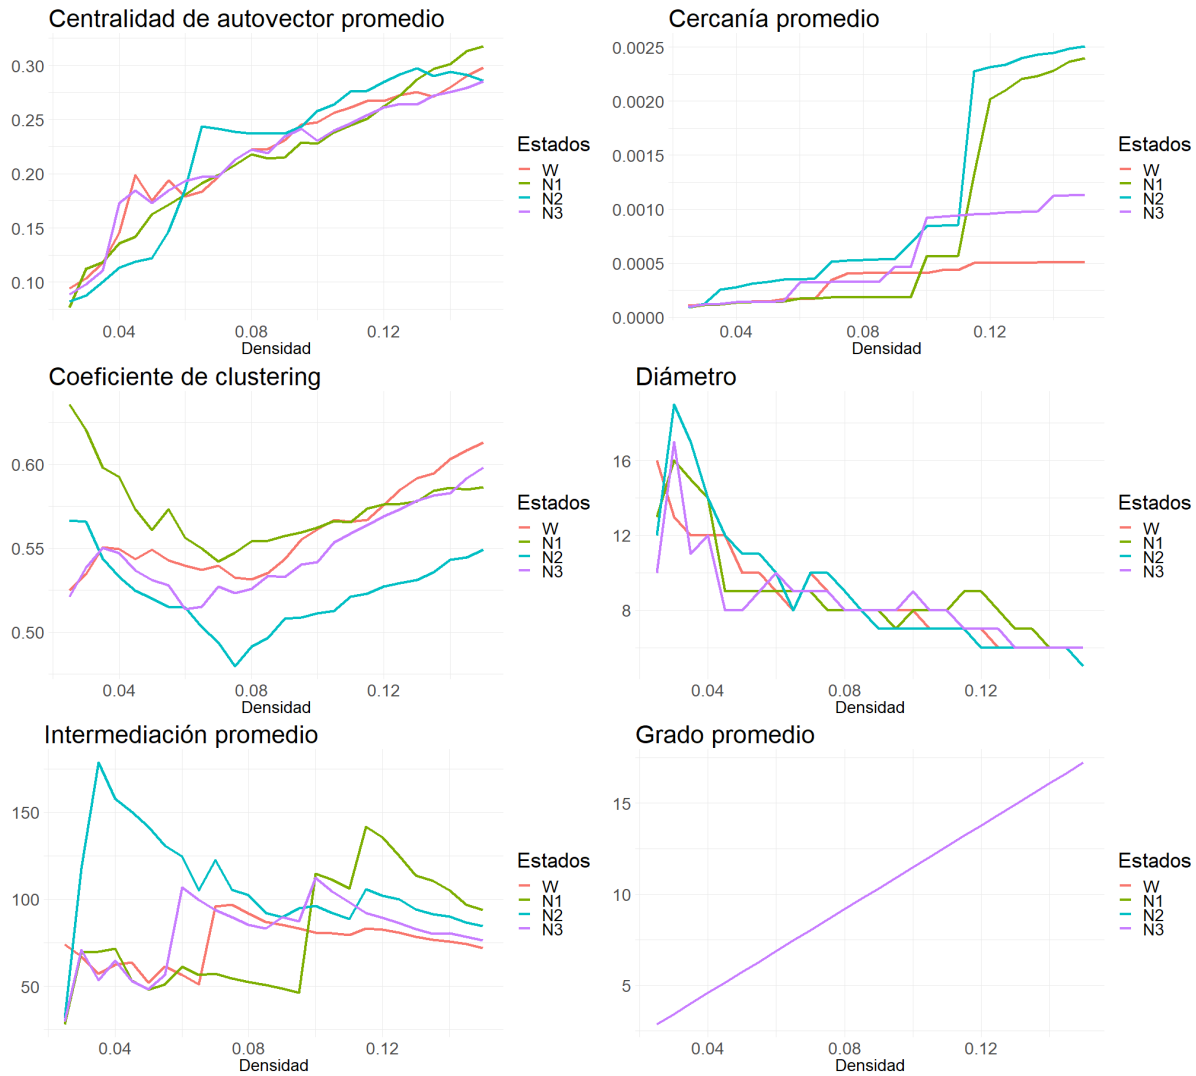 Centralidad de autovector promedio
0.30
0.25
0.20
0.15
0.10
0.04 0.08 0.12
Densidad
Estados
W
N1
N2
N3
Cercanía promedio
0.0025
0.0020
0.0015
0.0010
0.0005
0.0000
0.04 0.08 0.12
Densidad
Estados
W
N1
N2
N3
Coeficiente de clustering
0.60
0.55
0.50
0.04 0.08 0.12
Densidad
Estados
W
N1
N2
N3
Diámetro
16
12
8
0.04 0.08 0.12
Densidad
Estados
W
N1
N2
N3
Intermediación promedio
150
100
50
0.04 0.08 0.12
Densidad
Estados
W
N1
N2
N3
Grado promedio
15
10
5
0.04 0.08 0.12
Densidad
Estados
W
N1
N2
N3